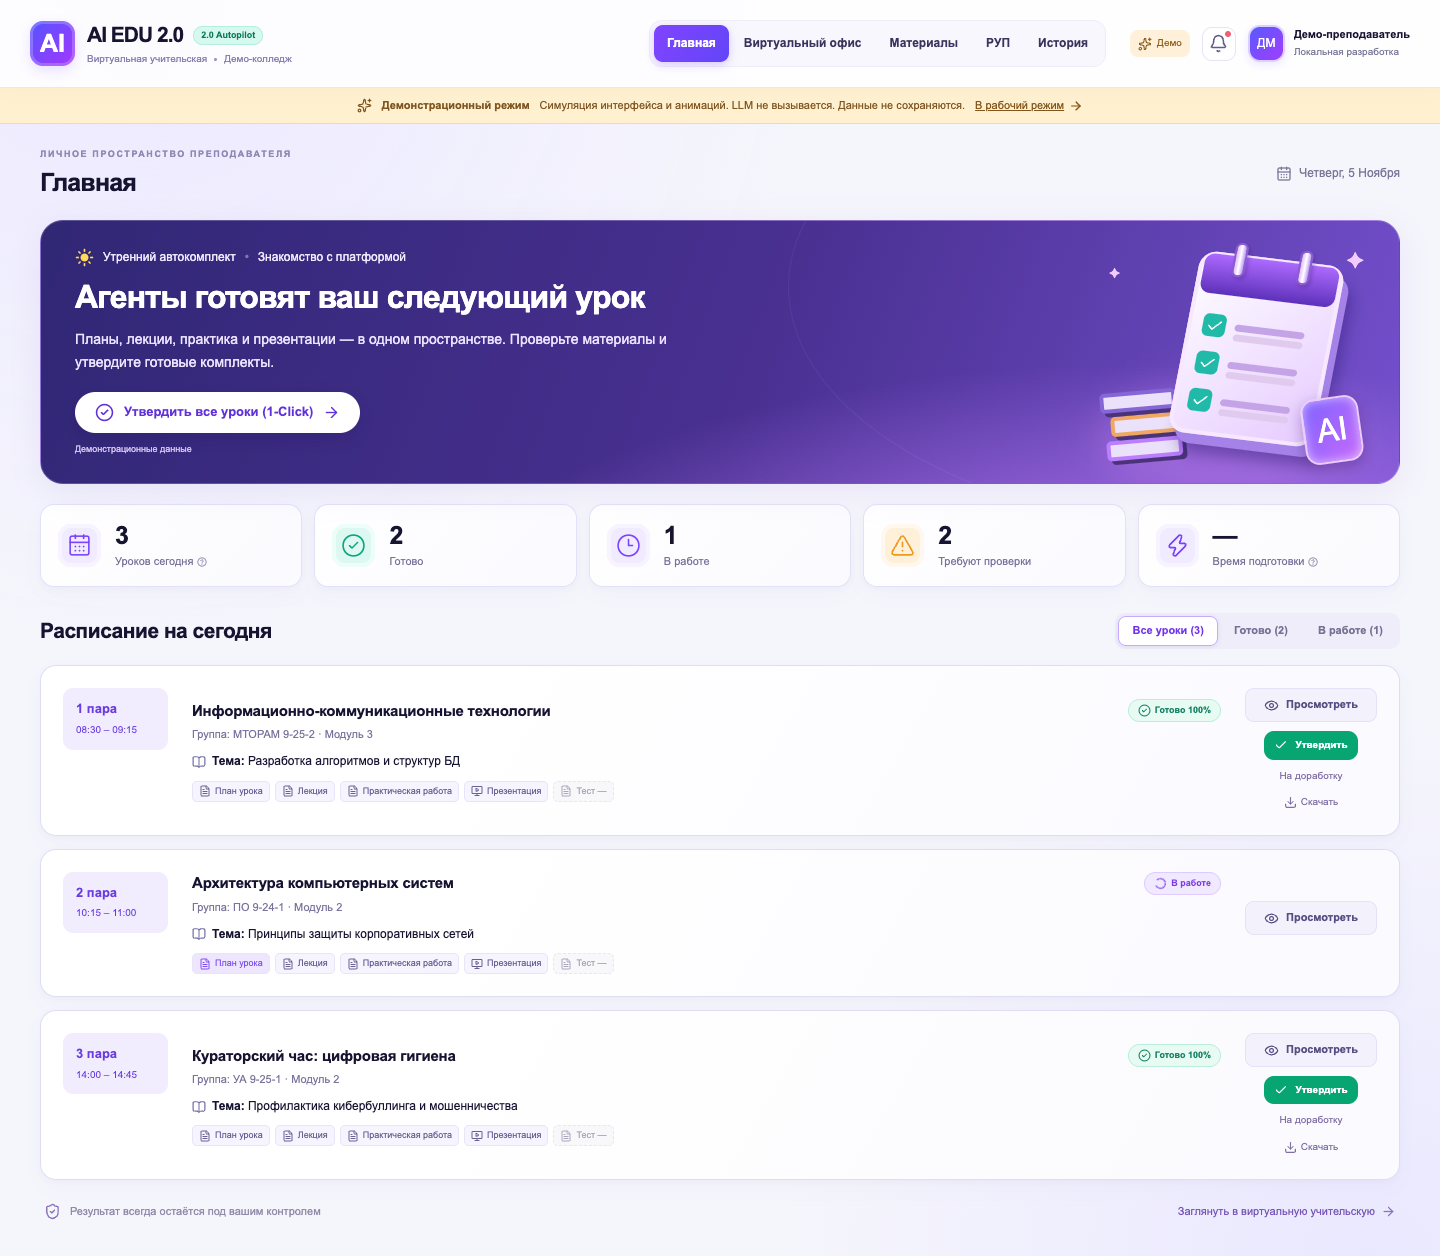 AI
AI EDU 2.0
2.0 Autopilot
Виртуальная учительская • Демо-колледж
Главная
Виртуальный офис
Материалы
РУП
История
Демо
ДМ
Демо-преподаватель
Локальная разработка
Демонстрационный режим Симуляция интерфейса и анимаций. LLM не вызывается. Данные не сохраняются. В рабочий режим →
ЛИЧНОЕ ПРОСТРАНСТВО ПРЕПОДАВАТЕЛЯ
Главная
Четверг, 5 Ноября
Утренний автокомплект • Знакомство с платформой
Агенты готовят ваш следующий урок
Планы, лекции, практика и презентации — в одном пространстве. Проверьте материалы и
утвердите готовые комплекты.
Утвердить все уроки (1-Click) →
Демонстрационные данные
AI
3
Уроков сегодня
2
Готово
1
В работе
2
Требуют проверки
—
Время подготовки
Расписание на сегодня
Все уроки (3)
Готово (2)
В работе (1)
1 пара
08:30 – 09:15
Информационно-коммуникационные технологии
Группа: МТОРАМ 9-25-2 · Модуль 3
Тема: Разработка алгоритмов и структур БД
План урока
Лекция
Практическая работа
Презентация
Тест —
Готово 100%
Просмотреть
Утвердить
На доработку
Скачать
2 пара
10:15 – 11:00
Архитектура компьютерных систем
Группа: ПО 9-24-1 · Модуль 2
Тема: Принципы защиты корпоративных сетей
План урока
Лекция
Практическая работа
Презентация
Тест —
В работе
Просмотреть
3 пара
14:00 – 14:45
Кураторский час: цифровая гигиена
Группа: УА 9-25-1 · Модуль 2
Тема: Профилактика кибербуллинга и мошенничества
План урока
Лекция
Практическая работа
Презентация
Тест —
Готово 100%
Просмотреть
Утвердить
На доработку
Скачать
Результат всегда остаётся под вашим контролем
Заглянуть в виртуальную учительскую →